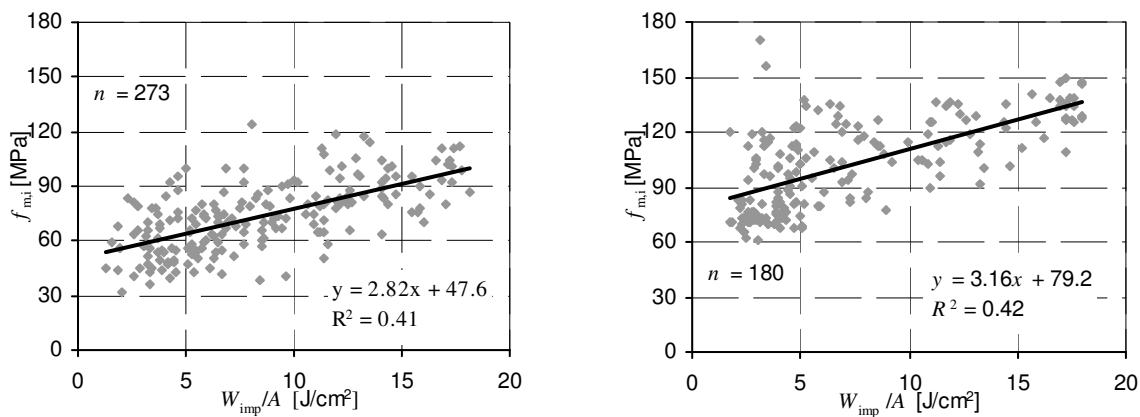 180
150
120
90
60
30
0
f m,i [MPa]
n = 273
y = 2.82x + 47.6
R² = 0.41
0 5 10 15 20
W imp /A [J/cm²]
180
150
120
90
60
30
0
f m,i [MPa]
n = 180
y = 3.16x + 79.2
R² = 0.42
0 5 10 15 20
W imp /A [J/cm²]